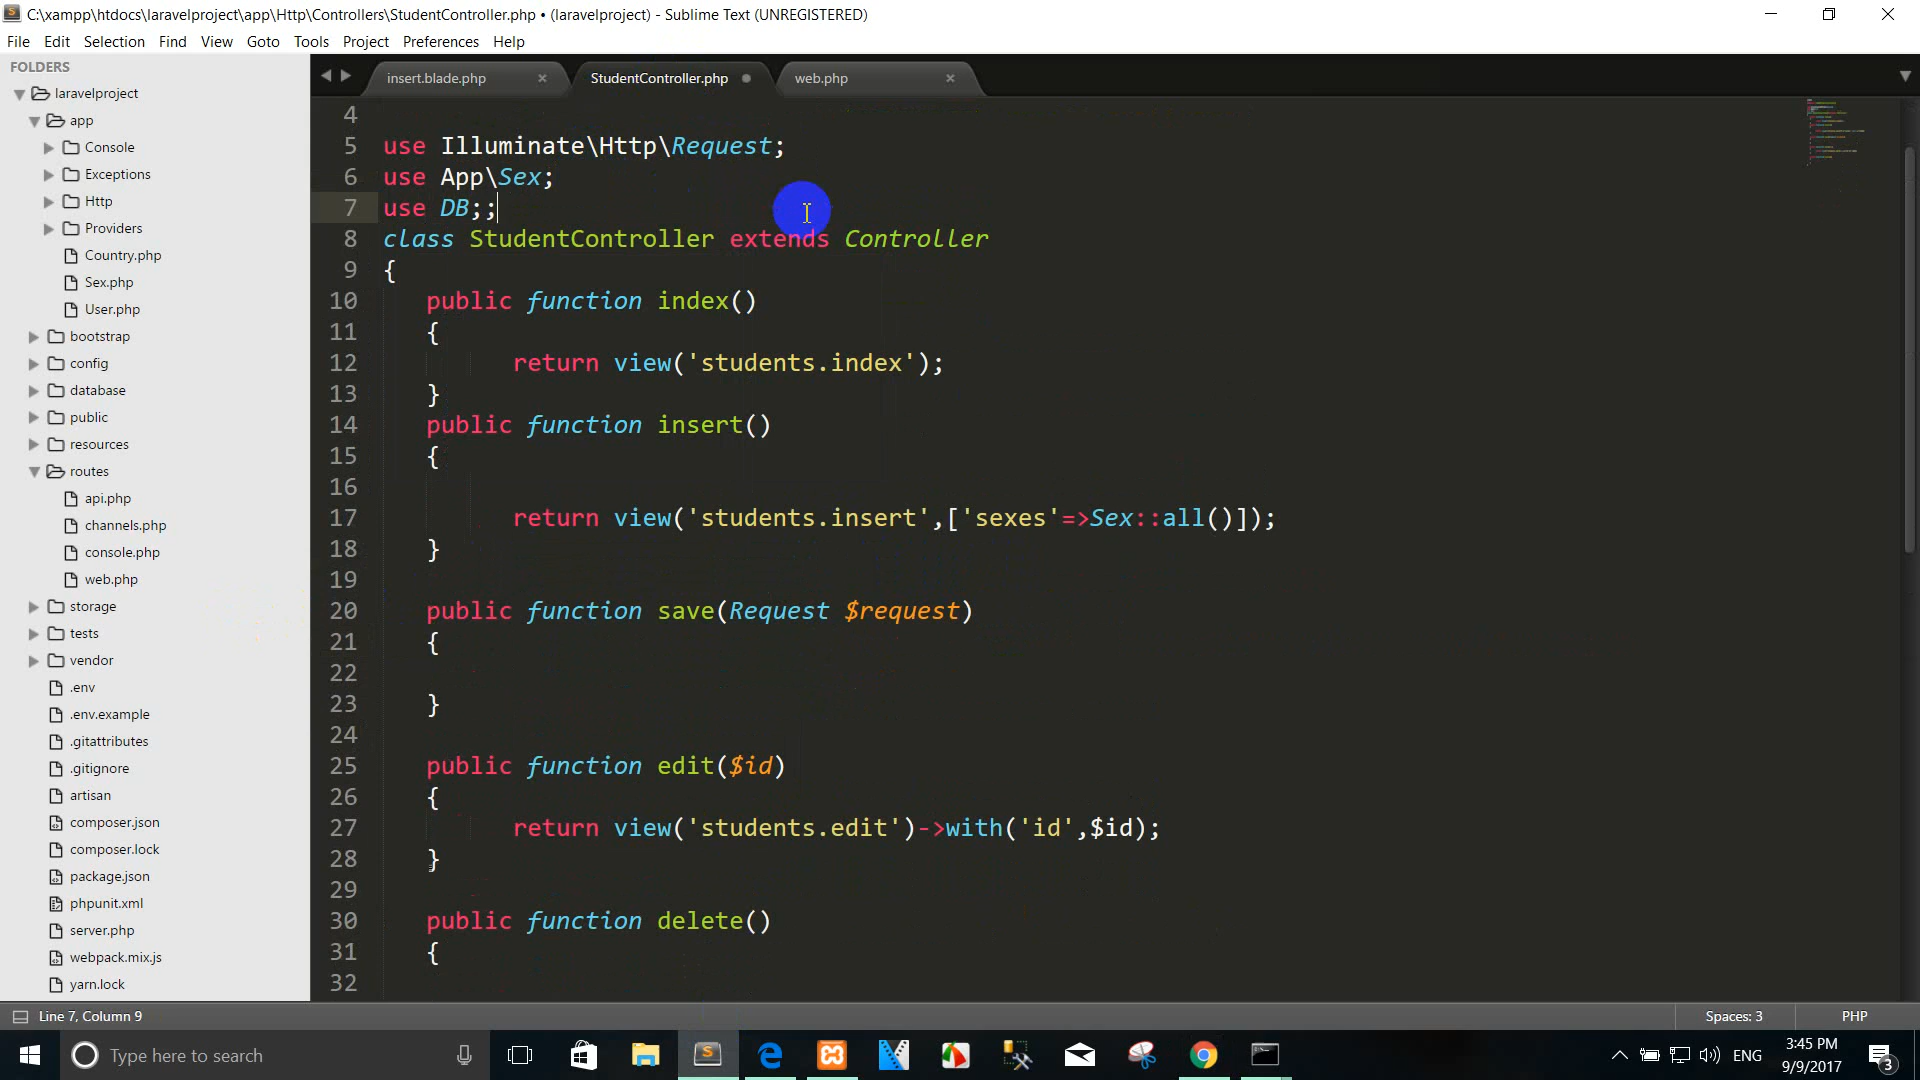 C:\xampp\htdocs\laravelproject\app\Http\Controllers\StudentController.php • (laravelproject) - Sublime Text (UNREGISTERED)
File Edit Selection Find View Goto Tools Project Preferences Help
FOLDERS
laravelproject
app
Console
Exceptions
Http
Providers
Country.php
Sex.php
User.php
bootstrap
config
database
public
resources
routes
api.php
channels.php
console.php
web.php
storage
tests
vendor
.env
.env.example
.gitattributes
.gitignore
artisan
composer.json
composer.lock
package.json
phpunit.xml
server.php
webpack.mix.js
yarn.lock
insert.blade.php StudentController.php web.php
4
5 use Illuminate\Http\Request;
6 use App\Sex;
7 use DB;;
8 class StudentController extends Controller
9 {
10 public function index()
11 {
12 return view('students.index');
13 }
14 public function insert()
15 {
16
17 return view('students.insert',['sexes'=>Sex::all()]);
18 }
19
20 public function save(Request $request)
21 {
22
23 }
24
25 public function edit($id)
26 {
27 return view('students.edit')->with('id',$id);
28 }
29
30 public function delete()
31 {
32
Line 7, Column 9 Spaces: 3 PHP
Type here to search
ENG
3:45 PM
9/9/2017
3